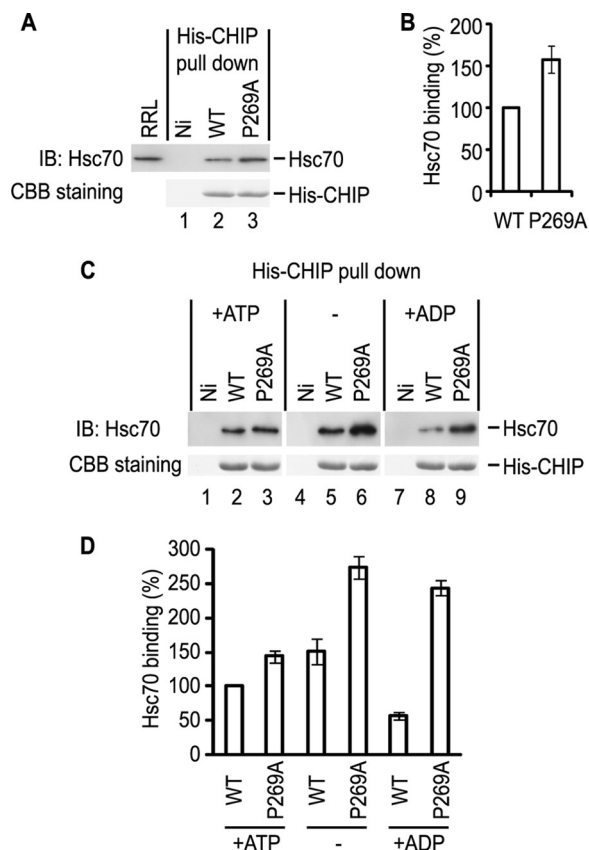 A
His-CHIP
pull down
RRL
Ni
WT
P269A
IB: Hsc70
Hsc70
CBB staining
His-CHIP
1 2 3
B
Hsc70 binding (%)
200
150
100
50
0
WT P269A
C
His-CHIP pull down
+ATP - +ADP
Ni WT P269A Ni WT P269A Ni WT P269A
IB: Hsc70
Hsc70
CBB staining
His-CHIP
1 2 3 4 5 6 7 8 9
D
Hsc70 binding (%)
300
250
200
150
100
50
0
WT P269A WT P269A WT P269A
+ATP - +ADP